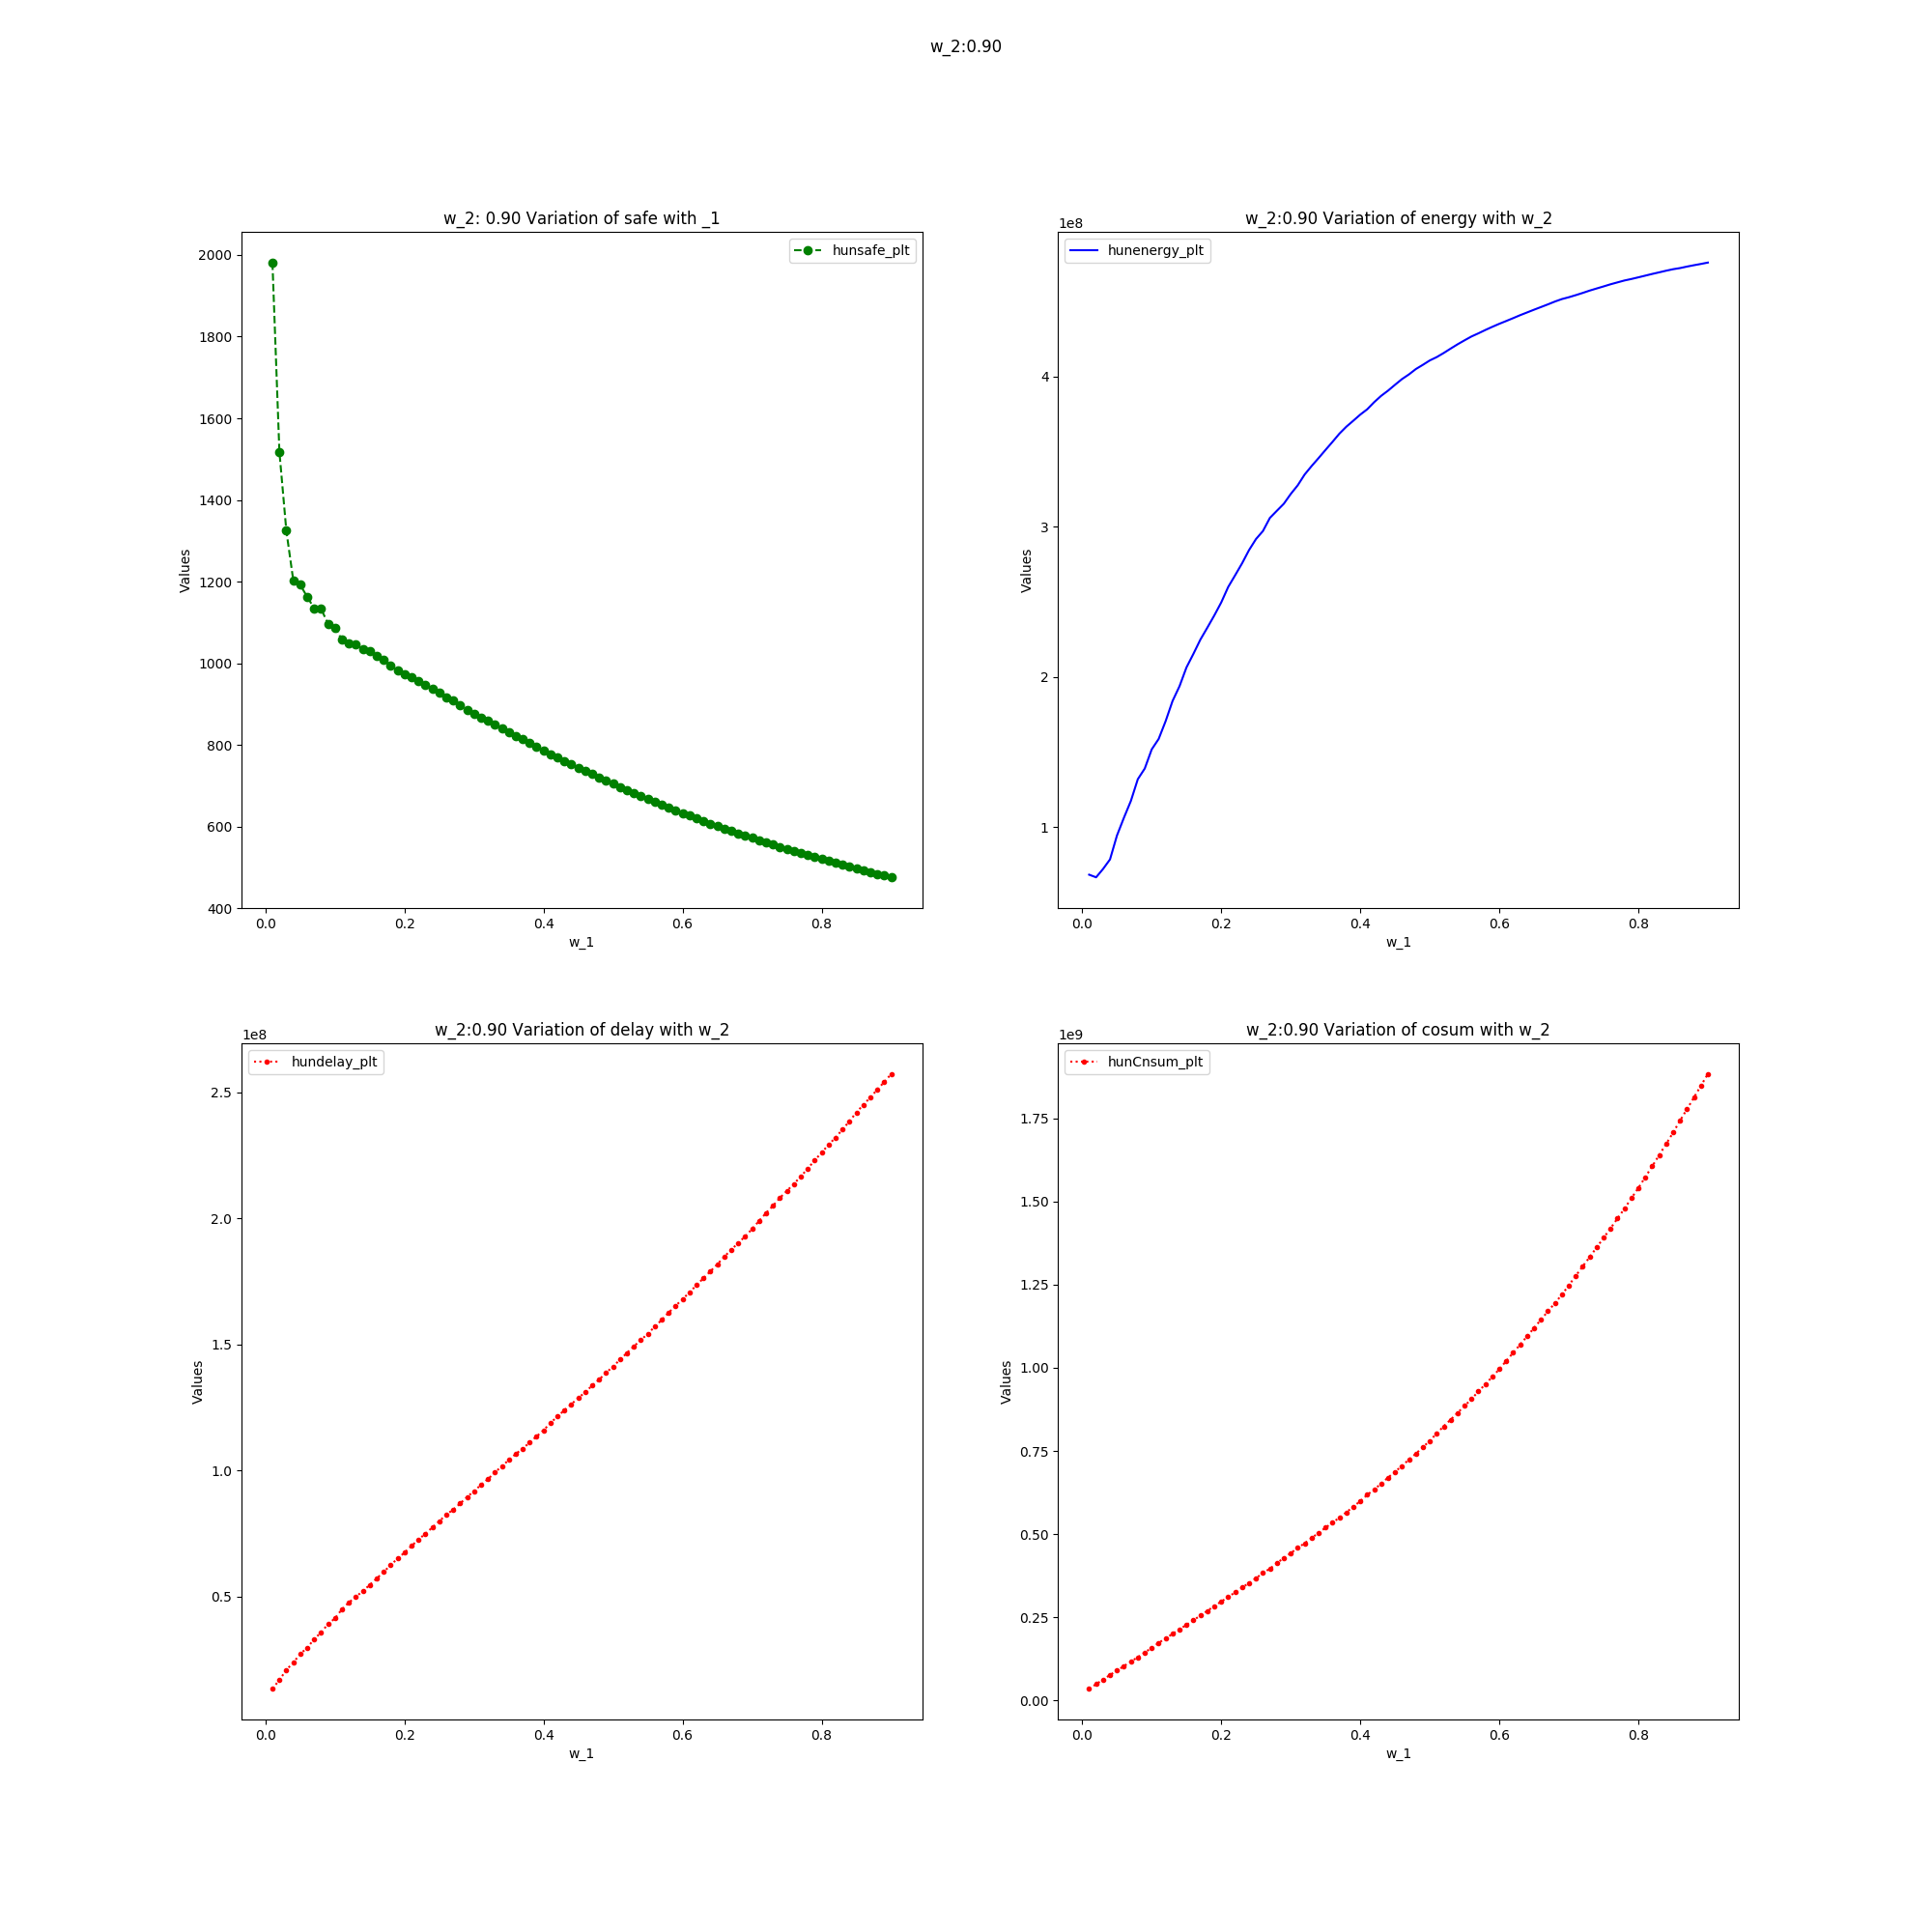 w_2:0.90
w_2: 0.90 Variation of safe with _1
hunsafe_plt
2000
1800
1600
1400
1200
1000
800
600
400
Values
0.0 0.2 0.4 0.6 0.8
w_1
w_2:0.90 Variation of energy with w_2
1e8
hunenergy_plt
4
3
2
1
Values
0.0 0.2 0.4 0.6 0.8
w_1
w_2:0.90 Variation of delay with w_2
1e8
hundelay_plt
2.5
2.0
1.5
1.0
0.5
Values
0.0 0.2 0.4 0.6 0.8
w_1
w_2:0.90 Variation of cosum with w_2
1e9
hunCnsum_plt
1.75
1.50
1.25
1.00
0.75
0.50
0.25
0.00
Values
0.0 0.2 0.4 0.6 0.8
w_1